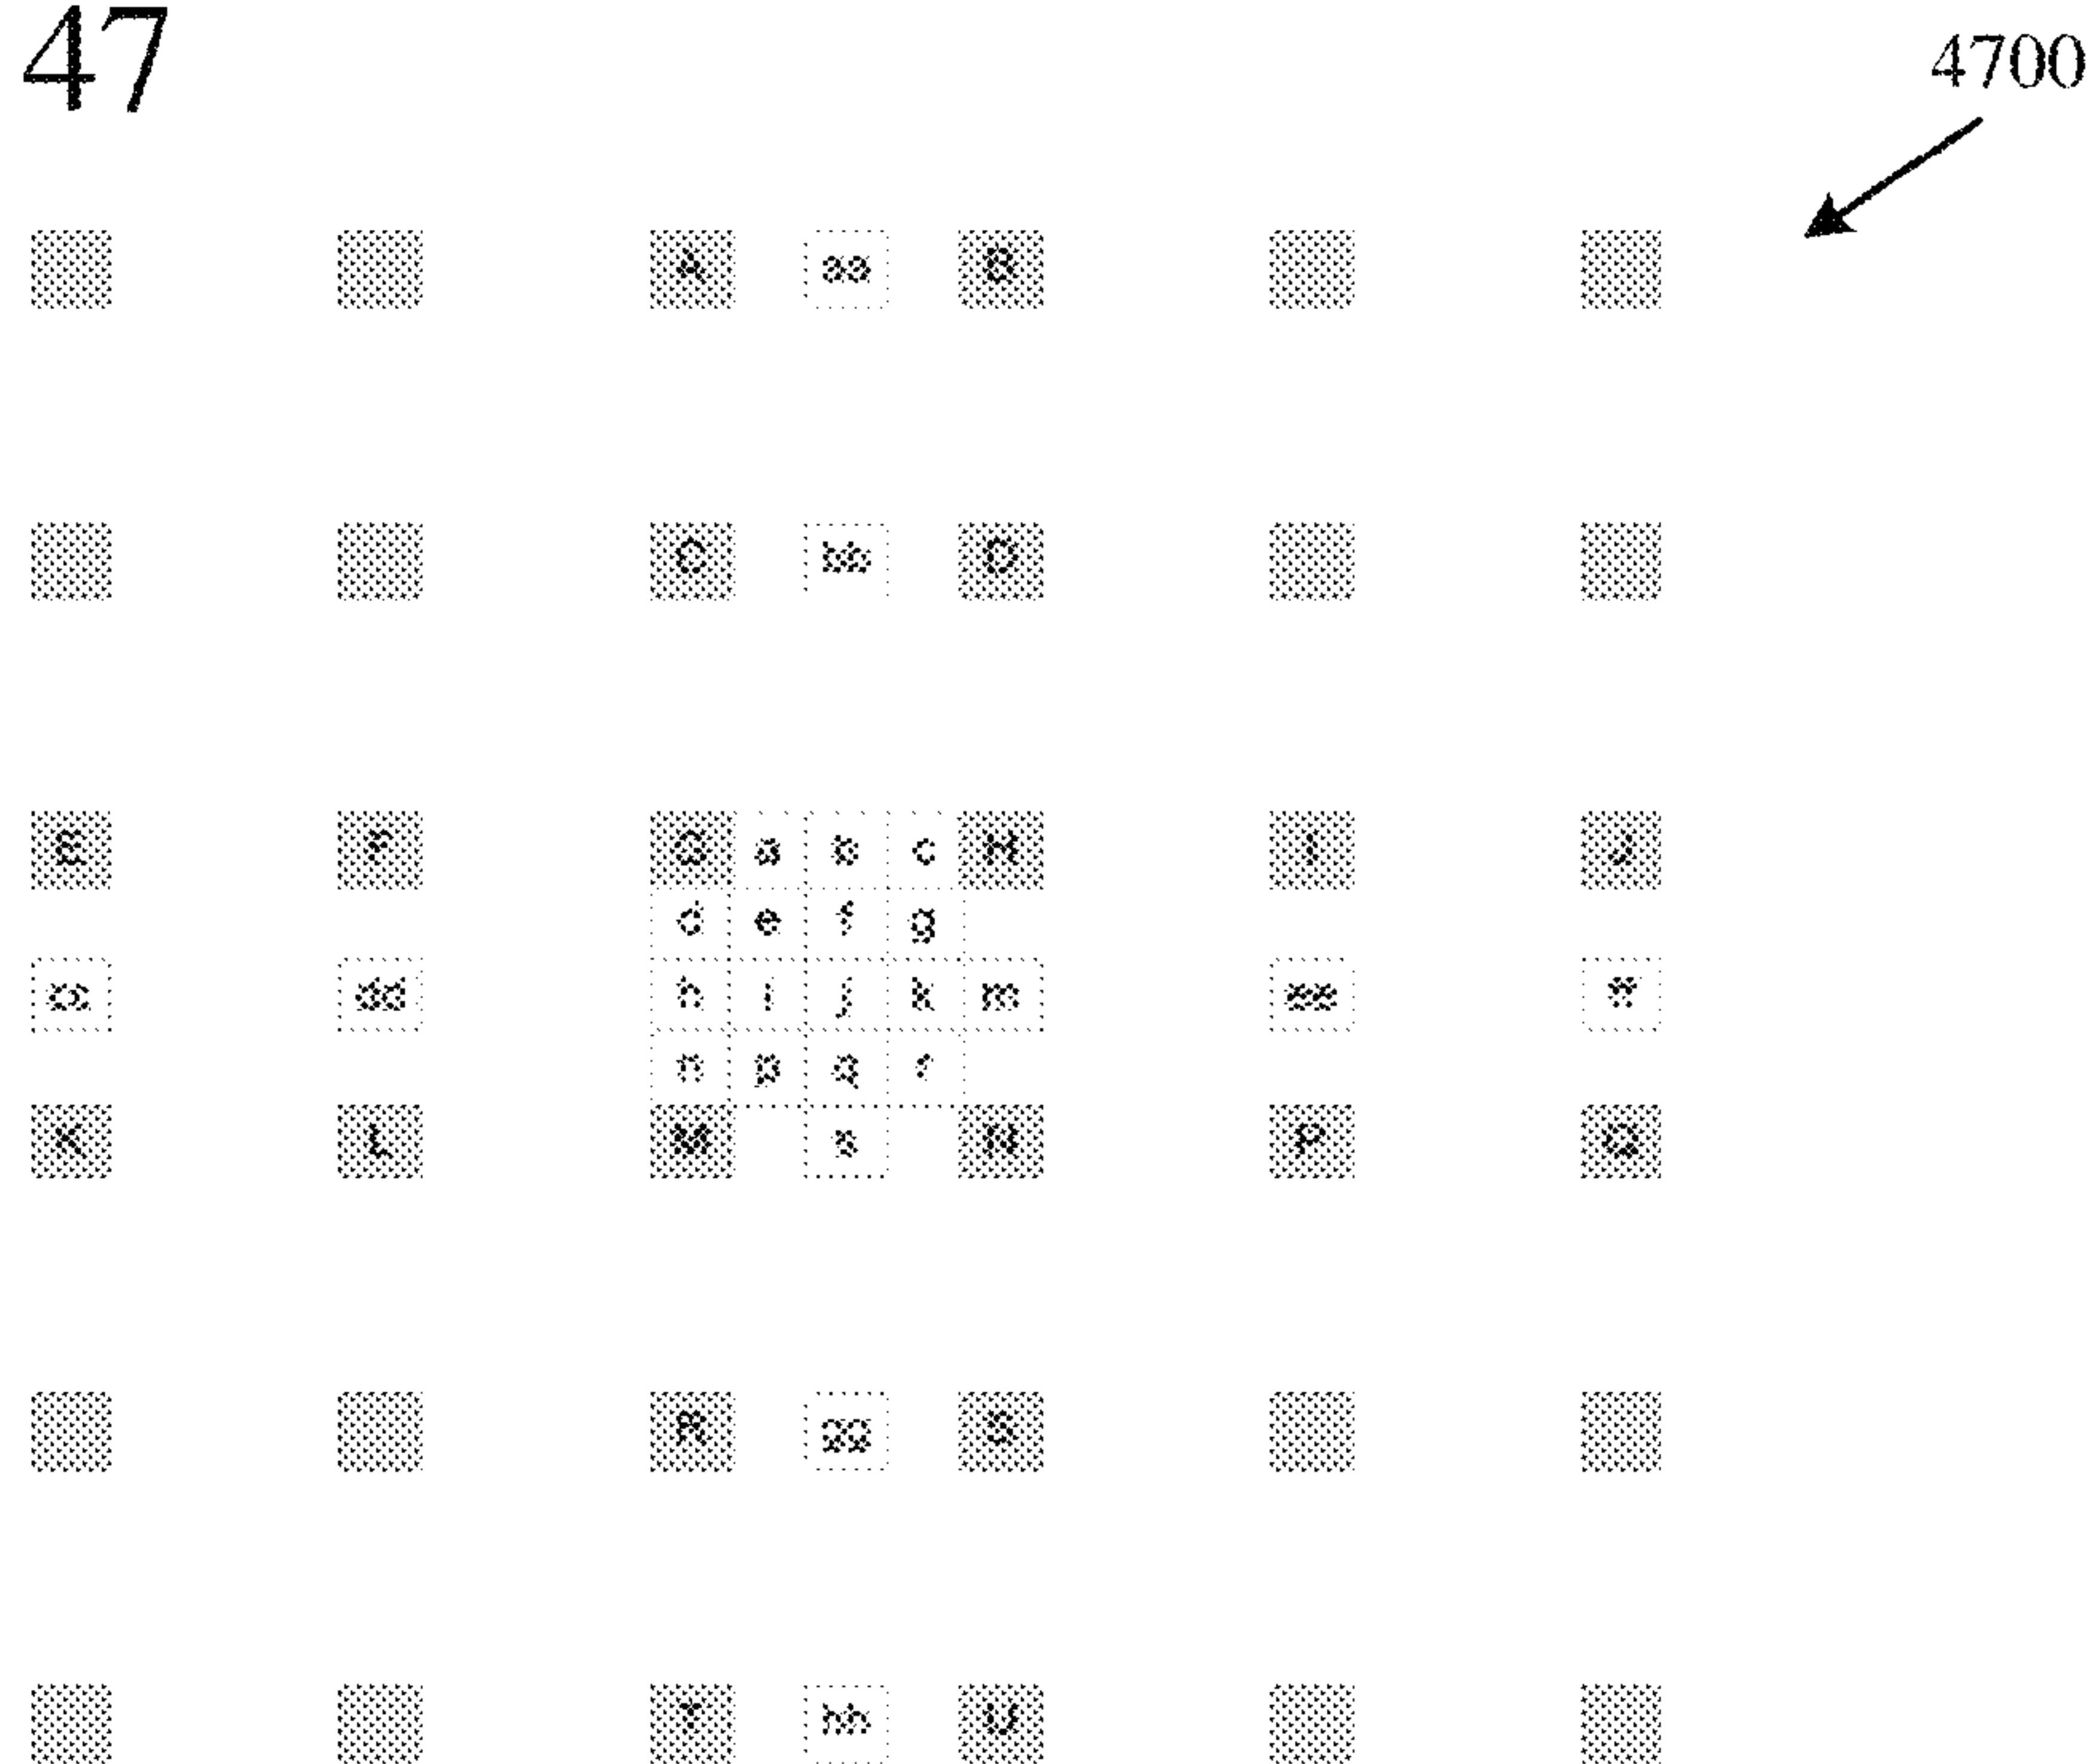 47
4700
A aa B
C bb D
E F G a b c H I J
d e f g
cc dd h i j k m ee ff
n p q r
K L M s N P Q
R gg S
T hh U